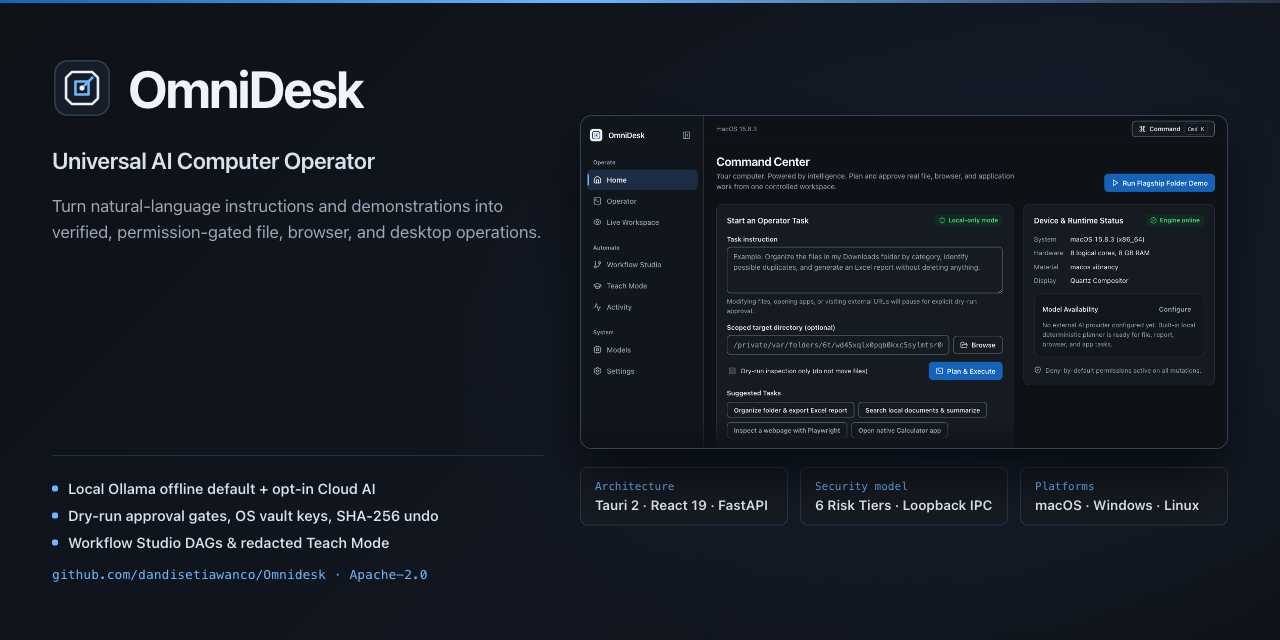 OmniDesk
Universal AI Computer Operator
Turn natural-language instructions and demonstrations into
verified, permission-gated file, browser, and desktop operations.
Local Ollama offline default + opt-in Cloud AI
Dry-run approval gates, OS vault keys, SHA-256 undo
Workflow Studio DAGs & redacted Teach Mode
github.com/dandisetiawanco/Omnidesk · Apache-2.0
OmniDesk
Operate
Home
Operator
Live Workspace
Automate
Workflow Studio
Teach Mode
Activity
System
Models
Settings
macOS 15.8.3
⌘ Command Cmd K
Command Center
Your computer. Powered by intelligence. Plan and approve real file, browser, and application
work from one controlled workspace.
Run Flagship Folder Demo
Start an Operator Task
Local-only mode
Task instruction
Example: Organize the files in my Downloads folder by category, identify
possible duplicates, and generate an Excel report without deleting anything.
Modifying files, opening apps, or visiting external URLs will pause for explicit dry-run
approval.
Scoped target directory (optional)
/private/var/folders/6t/wd45xqlx0pqb0kxc5sylmtsr0
Browse
Dry-run inspection only (do not move files)
Plan & Execute
Suggested Tasks
Organize folder & export Excel report
Search local documents & summarize
Inspect a webpage with Playwright
Open native Calculator app
Device & Runtime Status
Engine online
System macOS 15.8.3 (x86_64)
Hardware 8 logical cores, 8 GB RAM
Material macos vibrancy
Display Quartz Compositor
Model Availability
Configure
No external AI provider configured yet. Built-in local
deterministic planner is ready for file, report,
browser, and app tasks.
Deny-by-default permissions active on all mutations.
Architecture
Tauri 2 · React 19 · FastAPI
Security model
6 Risk Tiers · Loopback IPC
Platforms
macOS · Windows · Linux